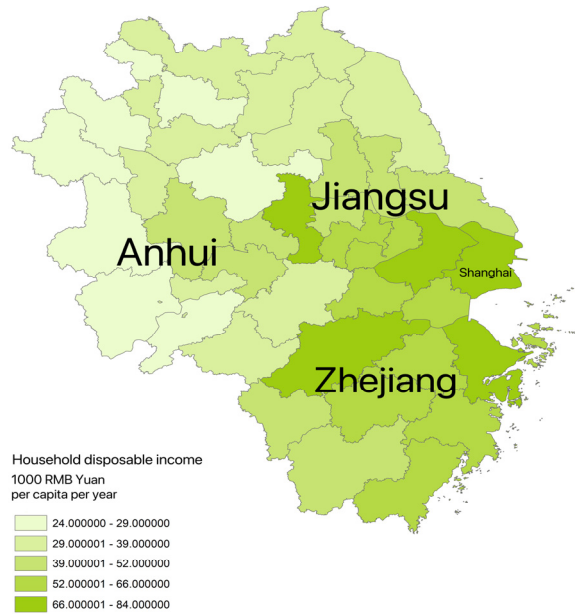 Jiangsu
Anhui
Shanghai
Zhejiang
Household disposable income
1000 RMB Yuan
per capita per year
24.000000 - 29.000000
29.000001 - 39.000000
39.000001 - 52.000000
52.000001 - 66.000000
66.000001 - 84.000000